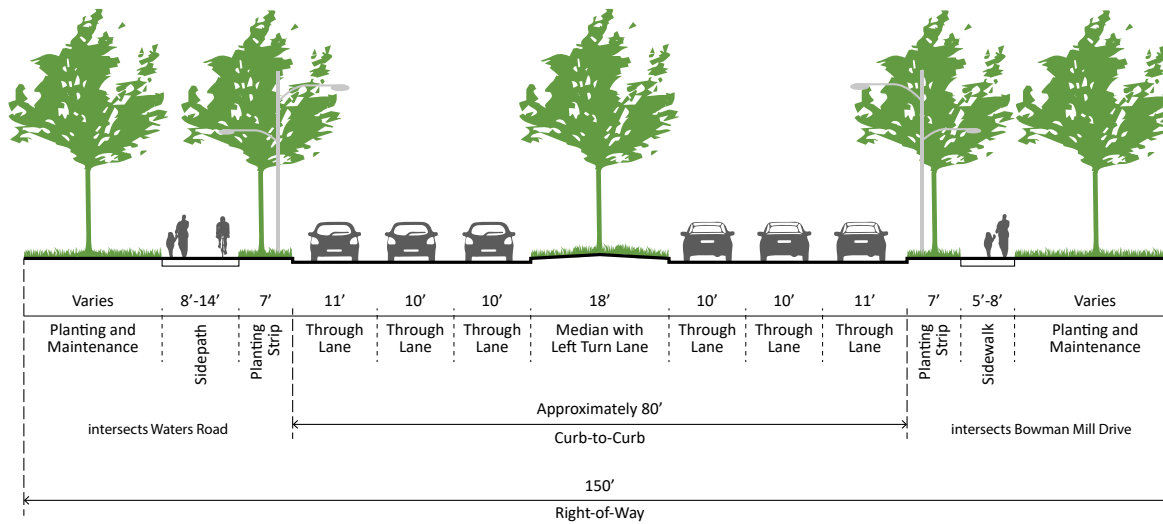 Varies
8’-14’
7’
11’
10’
10’
18’
10’
10’
11’
7’
5’-8’
Varies
Planting and
Maintenance
Sidepath
Planting
Strip
Through
Lane
Through
Lane
Through
Lane
Median with
Left Turn Lane
Through
Lane
Through
Lane
Through
Lane
Planting
Strip
Sidewalk
Planting and
Maintenance
intersects Waters Road
Approximately 80’
Curb-to-Curb
intersects Bowman Mill Drive
150’
Right-of-Way